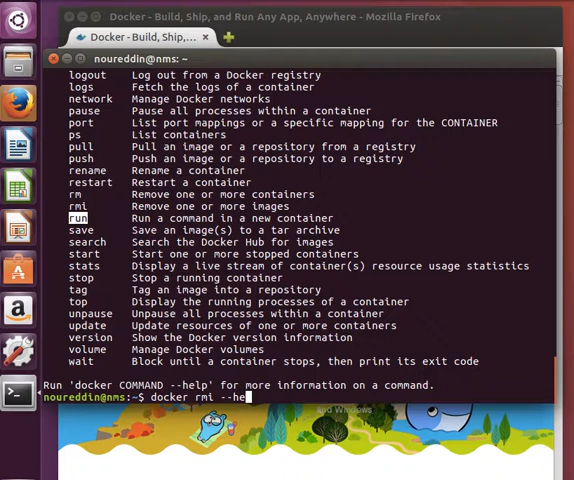 Docker - Build, Ship, and Run Any App, Anywhere - Mozilla Firefox
Docker - Build, Ship,...
noureddin@nms: ~
logout Log out from a Docker registry
logs Fetch the logs of a container
network Manage Docker networks
pause Pause all processes within a container
port List port mappings or a specific mapping for the CONTAINER
ps List containers
pull Pull an image or a repository from a registry
push Push an image or a repository to a registry
rename Rename a container
restart Restart a container
rm Remove one or more containers
rmi Remove one or more images
run Run a command in a new container
save Save an image(s) to a tar archive
search Search the Docker Hub for images
start Start one or more stopped containers
stats Display a live stream of container(s) resource usage statistics
stop Stop a running container
tag Tag an image into a repository
top Display the running processes of a container
unpause Unpause all processes within a container
update Update resources of one or more containers
version Show the Docker version information
volume Manage Docker volumes
wait Block until a container stops, then print its exit code
Run 'docker COMMAND --help' for more information on a command.
noureddin@nms:~$ docker rmi --he
and Windows